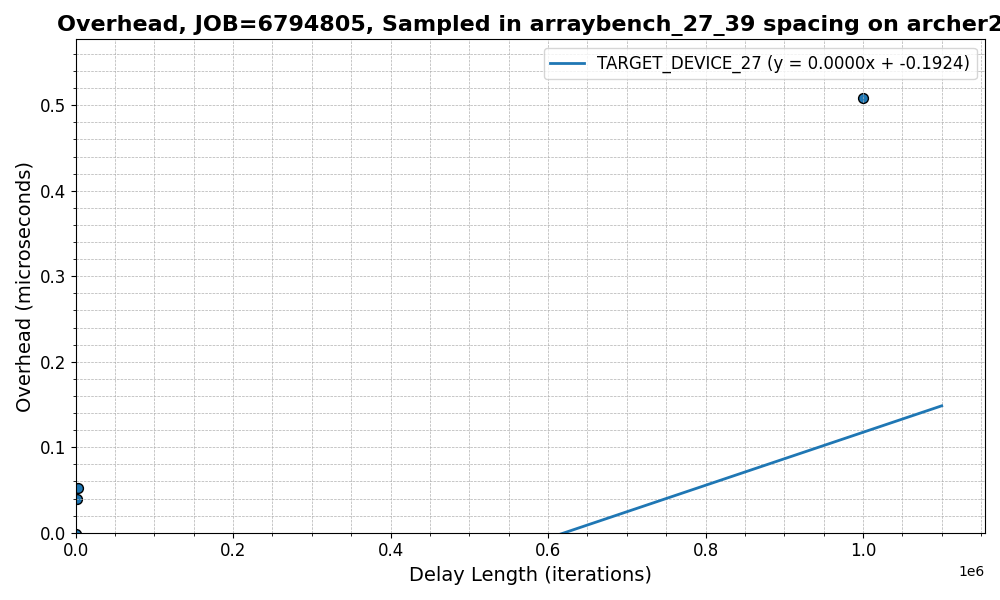 Overhead, JOB=6794805, Sampled in arraybench_27_39 spacing on archer2
TARGET_DEVICE_27 (y = 0.0000x + -0.1924)
0.5
0.4
0.3
0.2
0.1
0.0
Overhead (microseconds)
0.0 0.2 0.4 0.6 0.8 1.0
1e6
Delay Length (iterations)